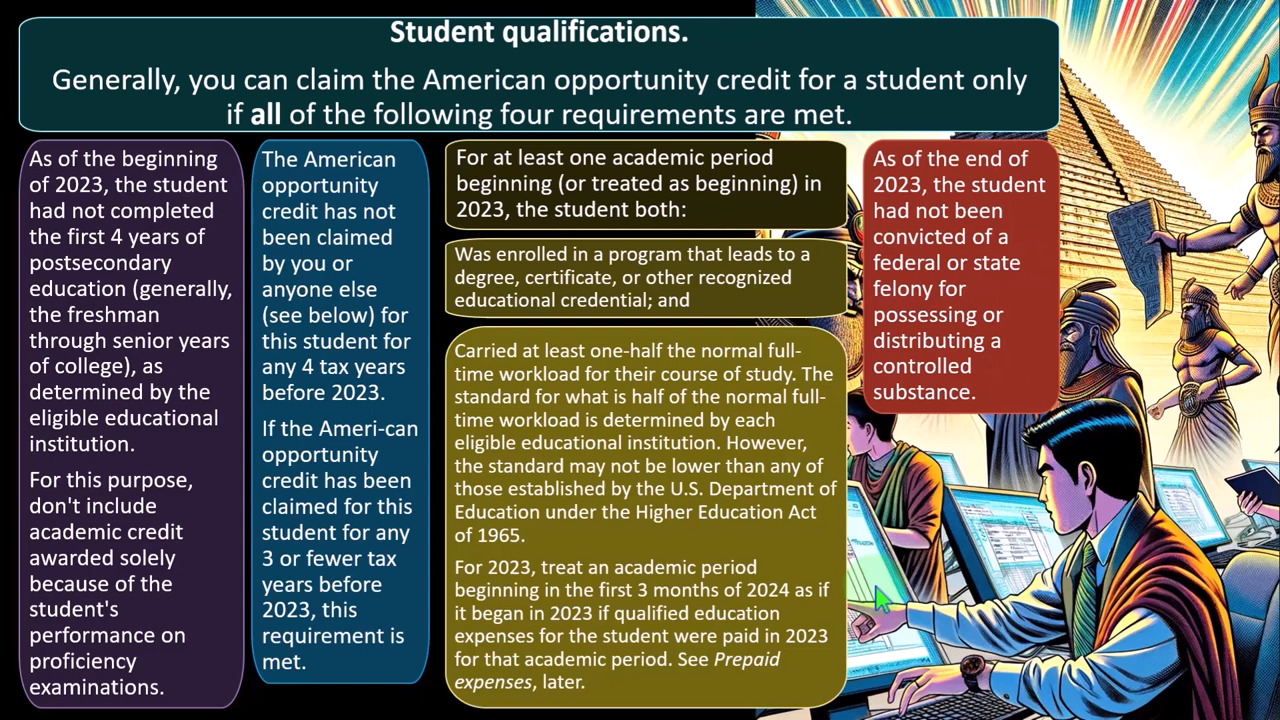 Student qualifications.
Generally, you can claim the American opportunity credit for a student only
if all of the following four requirements are met.
As of the beginning
of 2023, the student
had not completed
the first 4 years of
postsecondary
education (generally,
the freshman
through senior years
of college), as
determined by the
eligible educational
institution.
For this purpose,
don't include
academic credit
awarded solely
because of the
student's
performance on
proficiency
examinations.
The American
opportunity
credit has not
been claimed
by you or
anyone else
(see below) for
this student for
any 4 tax years
before 2023.
If the Ameri-can
opportunity
credit has been
claimed for this
student for any
3 or fewer tax
years before
2023, this
requirement is
met.
For at least one academic period
beginning (or treated as beginning) in
2023, the student both:
Was enrolled in a program that leads to a
degree, certificate, or other recognized
educational credential; and
Carried at least one-half the normal full-
time workload for their course of study. The
standard for what is half of the normal full-
time workload is determined by each
eligible educational institution. However,
the standard may not be lower than any of
those established by the U.S. Department of
Education under the Higher Education Act
of 1965.
For 2023, treat an academic period
beginning in the first 3 months of 2024 as if
it began in 2023 if qualified education
expenses for the student were paid in 2023
for that academic period. See Prepaid
expenses, later.
As of the end of
2023, the student
had not been
convicted of a
federal or state
felony for
possessing or
distributing a
controlled
substance.